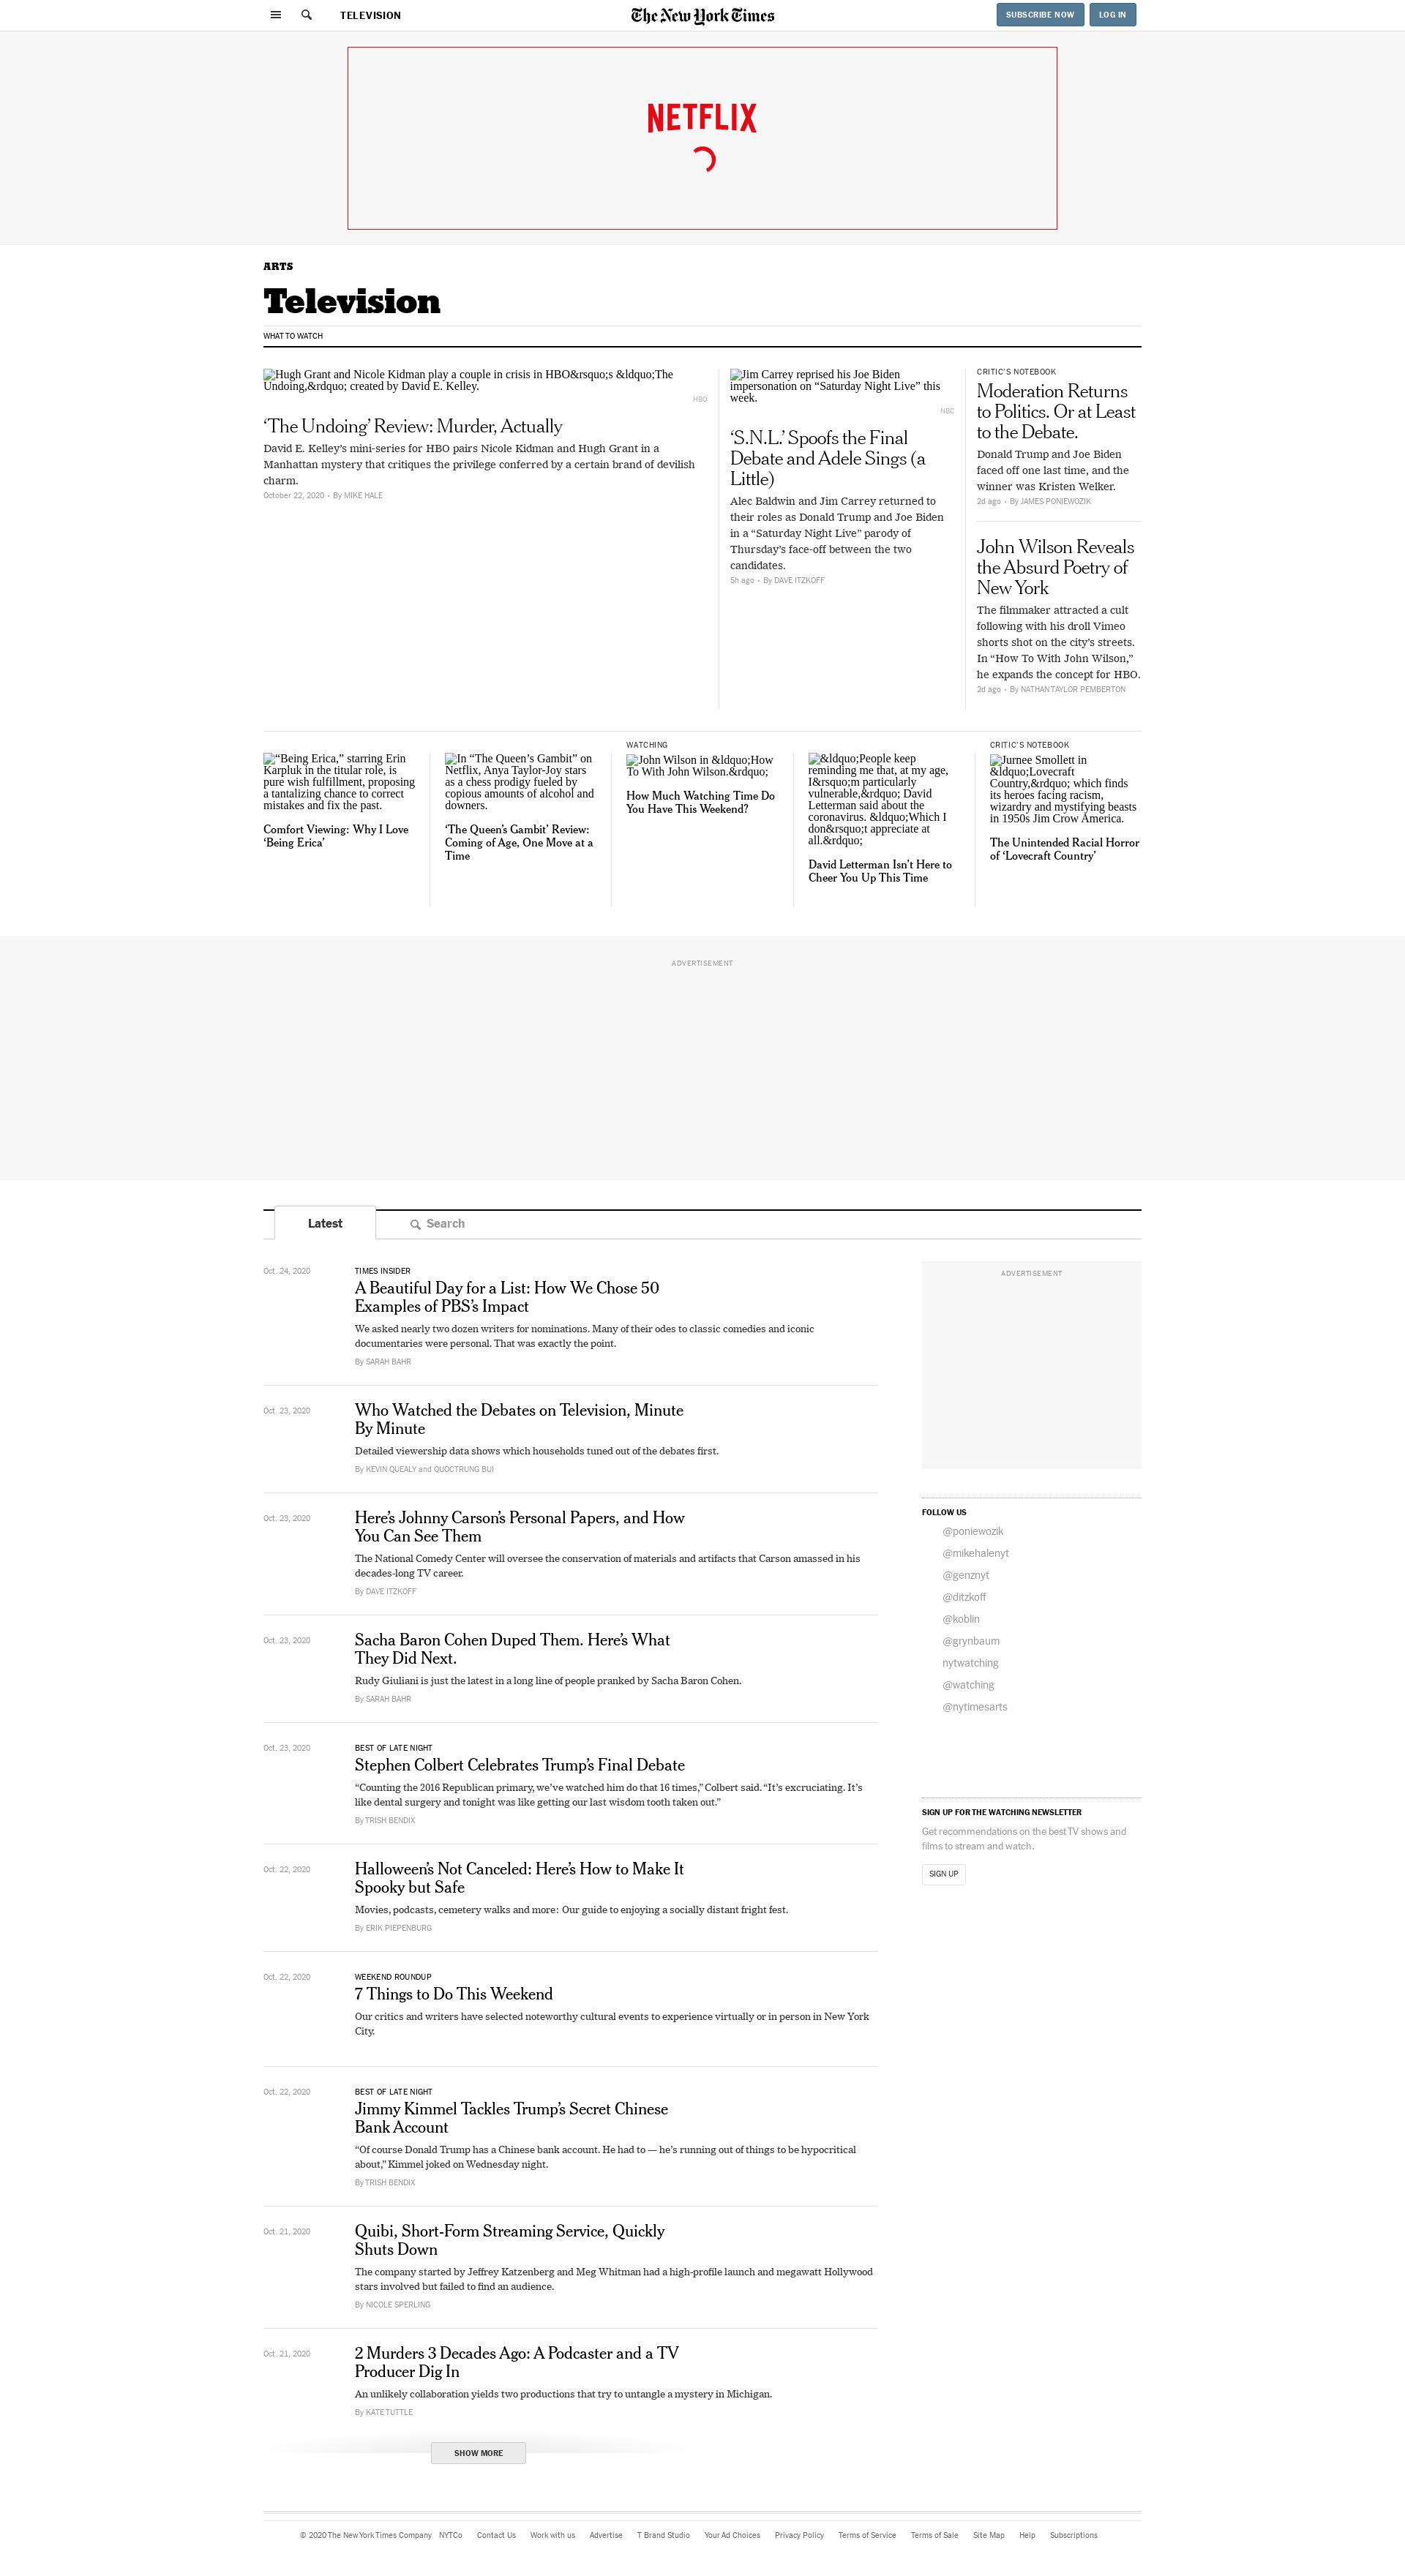 TELEVISION
The New York Times
SUBSCRIBE NOW
LOG IN
NETFLIX
ARTS
Television
WHAT TO WATCH
Hugh Grant and Nicole Kidman play a couple in crisis in HBO&rsquo;s &ldquo;The
Undoing,&rdquo; created by David E. Kelley.
HBO
‘The Undoing’ Review: Murder, Actually
David E. Kelley’s mini-series for HBO pairs Nicole Kidman and Hugh Grant in a
Manhattan mystery that critiques the privilege conferred by a certain brand of devilish
charm.
October 22, 2020 • By MIKE HALE
Jim Carrey reprised his Joe Biden
impersonation on “Saturday Night Live” this
week.
NBC
‘S.N.L.’ Spoofs the Final
Debate and Adele Sings (a
Little)
Alec Baldwin and Jim Carrey returned to
their roles as Donald Trump and Joe Biden
in a “Saturday Night Live” parody of
Thursday’s face-off between the two
candidates.
5h ago • By DAVE ITZKOFF
CRITIC’S NOTEBOOK
Moderation Returns
to Politics. Or at Least
to the Debate.
Donald Trump and Joe Biden
faced off one last time, and the
winner was Kristen Welker.
2d ago • By JAMES PONIEWOZIK
John Wilson Reveals
the Absurd Poetry of
New York
The filmmaker attracted a cult
following with his droll Vimeo
shorts shot on the city’s streets.
In “How To With John Wilson,”
he expands the concept for HBO.
2d ago • By NATHAN TAYLOR PEMBERTON
“Being Erica,” starring Erin
Karpluk in the titular role, is
pure wish fulfillment, proposing
a tantalizing chance to correct
mistakes and fix the past.
Comfort Viewing: Why I Love
‘Being Erica’
In “The Queen’s Gambit” on
Netflix, Anya Taylor-Joy stars
as a chess prodigy fueled by
copious amounts of alcohol and
downers.
‘The Queen’s Gambit’ Review:
Coming of Age, One Move at a
Time
WATCHING
John Wilson in &ldquo;How
To With John Wilson.&rdquo;
How Much Watching Time Do
You Have This Weekend?
&ldquo;People keep
reminding me that, at my age,
I&rsquo;m particularly
vulnerable,&rdquo; David
Letterman said about the
coronavirus. &ldquo;Which I
don&rsquo;t appreciate at
all.&rdquo;
David Letterman Isn’t Here to
Cheer You Up This Time
CRITIC’S NOTEBOOK
Jurnee Smollett in
&ldquo;Lovecraft
Country,&rdquo; which finds
its heroes facing racism,
wizardry and mystifying beasts
in 1950s Jim Crow America.
The Unintended Racial Horror
of ‘Lovecraft Country’
ADVERTISEMENT
Latest
Search
Oct. 24, 2020
TIMES INSIDER
A Beautiful Day for a List: How We Chose 50
Examples of PBS’s Impact
We asked nearly two dozen writers for nominations. Many of their odes to classic comedies and iconic
documentaries were personal. That was exactly the point.
By SARAH BAHR
Oct. 23, 2020
Who Watched the Debates on Television, Minute
By Minute
Detailed viewership data shows which households tuned out of the debates first.
By KEVIN QUEALY and QUOCTRUNG BUI
Oct. 23, 2020
Here’s Johnny Carson’s Personal Papers, and How
You Can See Them
The National Comedy Center will oversee the conservation of materials and artifacts that Carson amassed in his
decades-long TV career.
By DAVE ITZKOFF
Oct. 23, 2020
Sacha Baron Cohen Duped Them. Here’s What
They Did Next.
Rudy Giuliani is just the latest in a long line of people pranked by Sacha Baron Cohen.
By SARAH BAHR
Oct. 23, 2020
BEST OF LATE NIGHT
Stephen Colbert Celebrates Trump’s Final Debate
“Counting the 2016 Republican primary, we’ve watched him do that 16 times,” Colbert said. “It’s excruciating. It’s
like dental surgery and tonight was like getting our last wisdom tooth taken out.”
By TRISH BENDIX
Oct. 22, 2020
Halloween’s Not Canceled: Here’s How to Make It
Spooky but Safe
Movies, podcasts, cemetery walks and more: Our guide to enjoying a socially distant fright fest.
By ERIK PIEPENBURG
Oct. 22, 2020
WEEKEND ROUNDUP
7 Things to Do This Weekend
Our critics and writers have selected noteworthy cultural events to experience virtually or in person in New York
City.
Oct. 22, 2020
BEST OF LATE NIGHT
Jimmy Kimmel Tackles Trump’s Secret Chinese
Bank Account
“Of course Donald Trump has a Chinese bank account. He had to — he’s running out of things to be hypocritical
about,” Kimmel joked on Wednesday night.
By TRISH BENDIX
Oct. 21, 2020
Quibi, Short-Form Streaming Service, Quickly
Shuts Down
The company started by Jeffrey Katzenberg and Meg Whitman had a high-profile launch and megawatt Hollywood
stars involved but failed to find an audience.
By NICOLE SPERLING
Oct. 21, 2020
2 Murders 3 Decades Ago: A Podcaster and a TV
Producer Dig In
An unlikely collaboration yields two productions that try to untangle a mystery in Michigan.
By KATE TUTTLE
SHOW MORE
ADVERTISEMENT
FOLLOW US
@poniewozik
@mikehalenyt
@genznyt
@ditzkoff
@koblin
@grynbaum
nytwatching
@watching
@nytimesarts
SIGN UP FOR THE WATCHING NEWSLETTER
Get recommendations on the best TV shows and
films to stream and watch.
SIGN UP
© 2020 The New York Times Company NYTCo Contact Us Work with us Advertise T Brand Studio Your Ad Choices Privacy Policy Terms of Service Terms of Sale Site Map Help Subscriptions